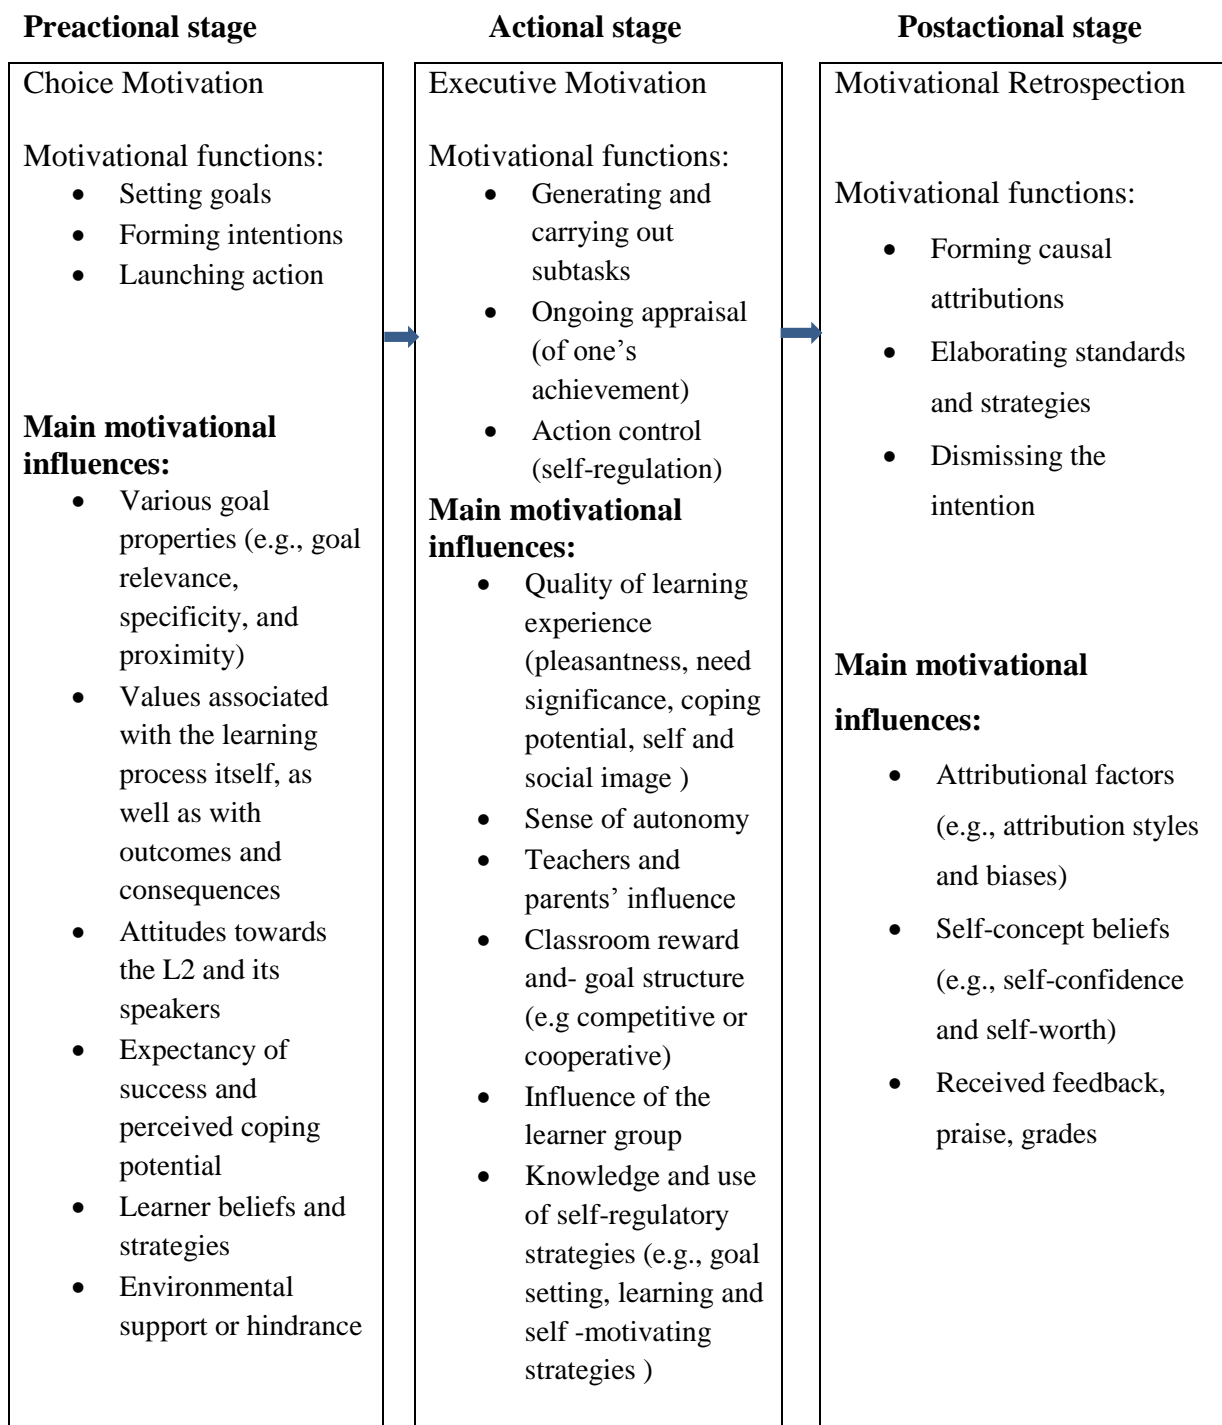 Preactional stage
Actional stage
Postactional stage
Choice Motivation
Motivational functions:
• Setting goals
• Forming intentions
• Launching action
Main motivational
influences:
• Various goal
properties (e.g., goal
relevance,
specificity, and
proximity)
• Values associated
with the learning
process itself, as
well as with
outcomes and
consequences
• Attitudes towards
the L2 and its
speakers
• Expectancy of
success and
perceived coping
potential
• Learner beliefs and
strategies
• Environmental
support or hindrance
Executive Motivation
Motivational functions:
• Generating and
carrying out
subtasks
• Ongoing appraisal
(of one’s
achievement)
• Action control
(self-regulation)
Main motivational
influences:
• Quality of learning
experience
(pleasantness, need
significance, coping
potential, self and
social image )
• Sense of autonomy
• Teachers and
parents’ influence
• Classroom reward
and- goal structure
(e.g competitive or
cooperative)
• Influence of the
learner group
• Knowledge and use
of self-regulatory
strategies (e.g., goal
setting, learning and
self -motivating
strategies )
Motivational Retrospection
Motivational functions:
• Forming causal
attributions
• Elaborating standards
and strategies
• Dismissing the
intention
Main motivational
influences:
• Attributional factors
(e.g., attribution styles
and biases)
• Self-concept beliefs
(e.g., self-confidence
and self-worth)
• Received feedback,
praise, grades